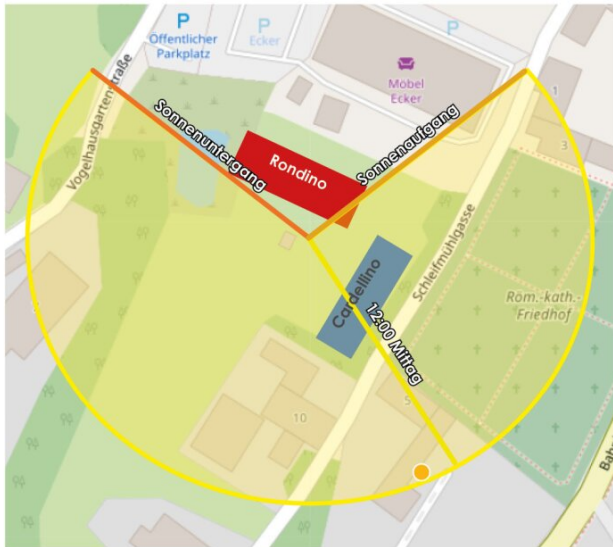 P
Öffentlicher
Parkplatz
P
Ecker
P
Möbel
Ecker
Vogelhausgartenstraße
Sonnenuntergang
Rondino
Sonnenaufgang
1
3
Schleifmühlgasse
Cardellino
12:00 Mittag
Röm.-kath.-
Friedhof
5
10